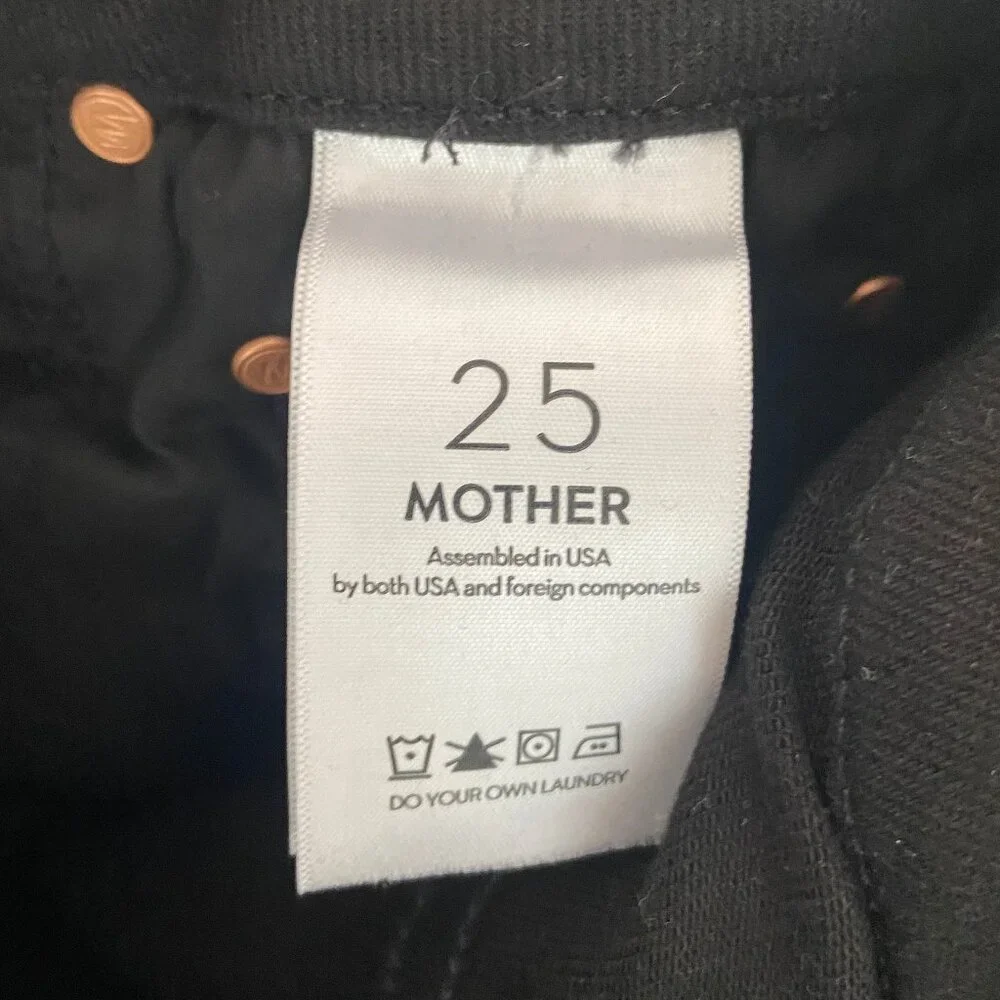 25
MOTHER
Assembled in USA
by both USA and foreign components
DO YOUR OWN LAUNDRY